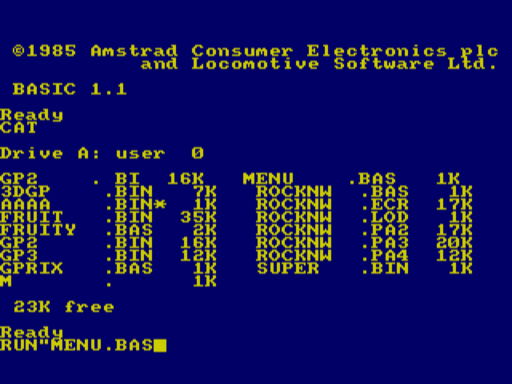 ©1985 Amstrad Consumer Electronics plc
and Locomotive Software Ltd.
BASIC 1.1
Ready
CAT
Drive A: user 0
GP2 . BI 16K MENU .BAS 1K
3DGP .BIN 7K ROCKNW .BAS 1K
AAAA .BIN* 1K ROCKNW .ECR 17K
FRUIT .BIN 35K ROCKNW .LOD 1K
FRUITY .BAS 2K ROCKNW .PA2 17K
GP2 .BIN 16K ROCKNW .PA3 20K
GP3 .BIN 12K ROCKNW .PA4 12K
GPRIX .BAS 1K SUPER .BIN 1K
M . 1K
23K free
Ready
RUN"MENU.BAS